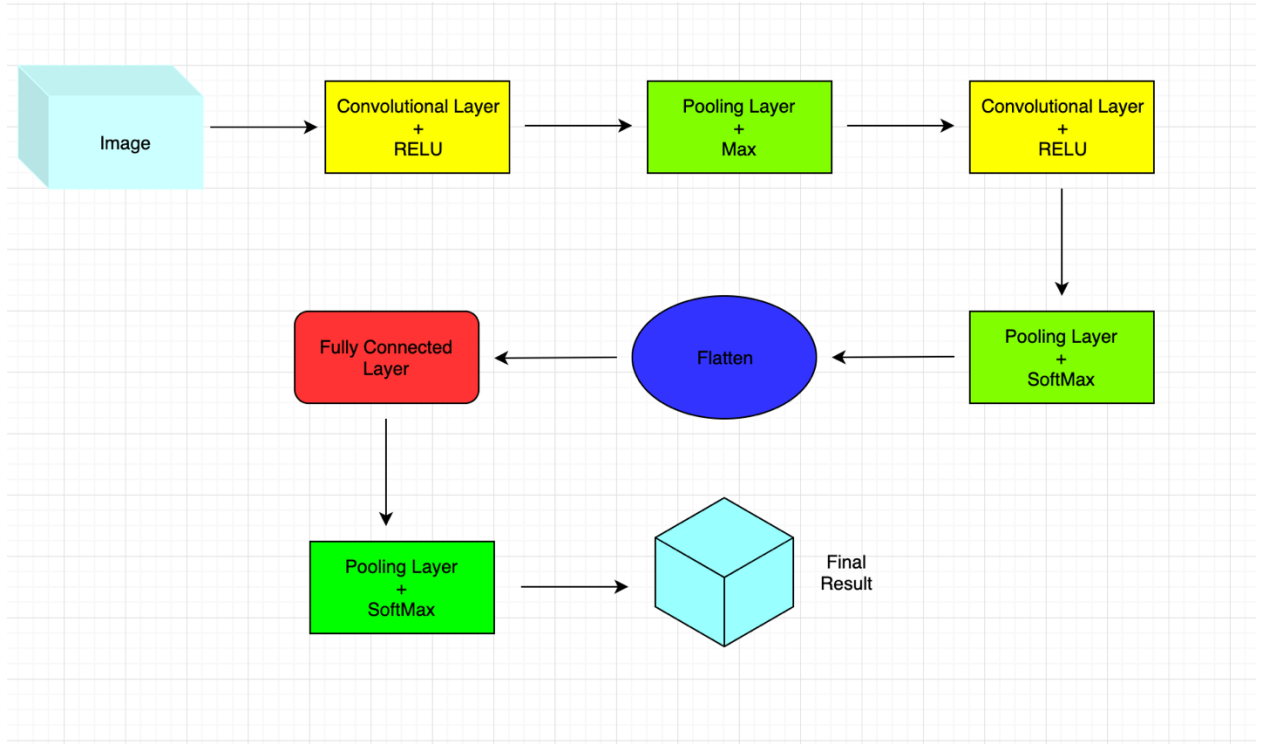 Image
Convolutional Layer
+
RELU
Pooling Layer
+
Max
Convolutional Layer
+
RELU
Pooling Layer
+
SoftMax
Flatten
Fully Connected
Layer
Pooling Layer
+
SoftMax
Final
Result